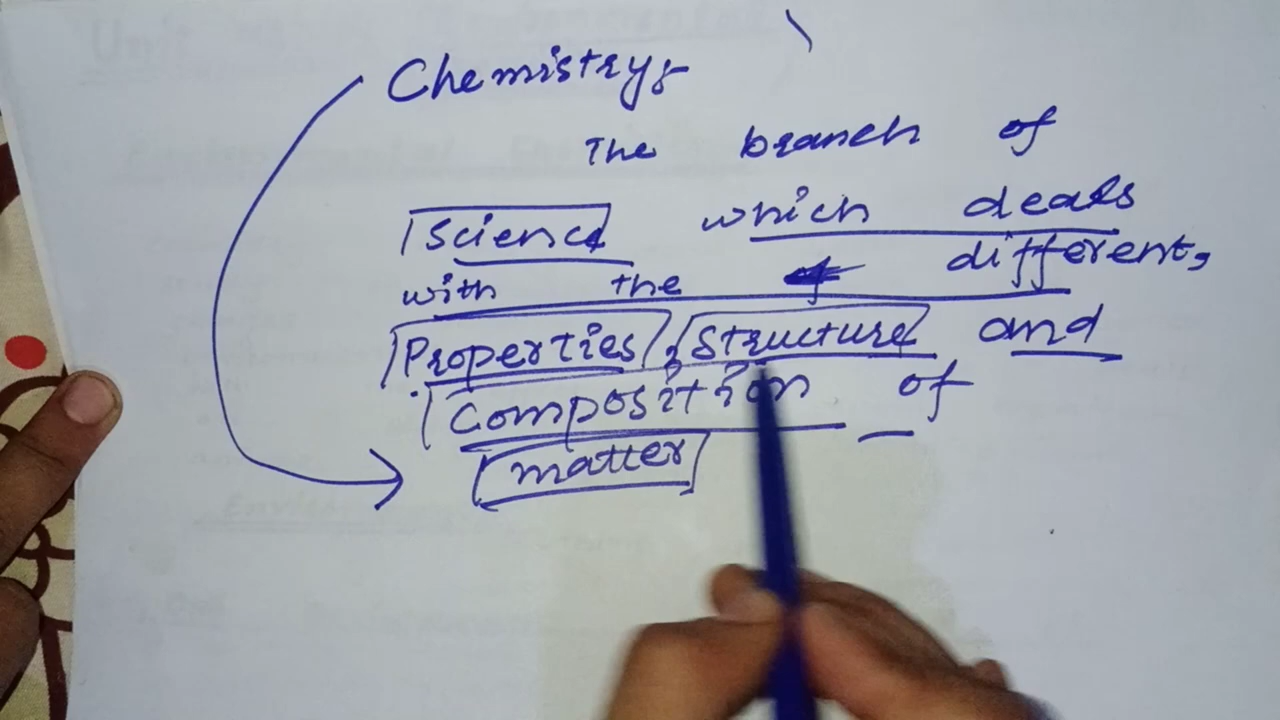 Chemistry:
The branch of
Science which deals
with the different,
Properties, Structure and
Composition of
matter